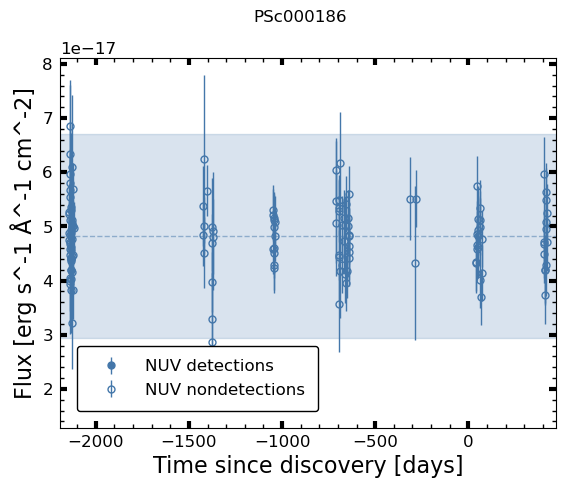 PSc000186
1e−17
8
7
6
5
4
3
2
Flux [erg s^-1 Å^-1 cm^-2]
NUV detections
NUV nondetections
−2000 −1500 −1000 −500 0
Time since discovery [days]